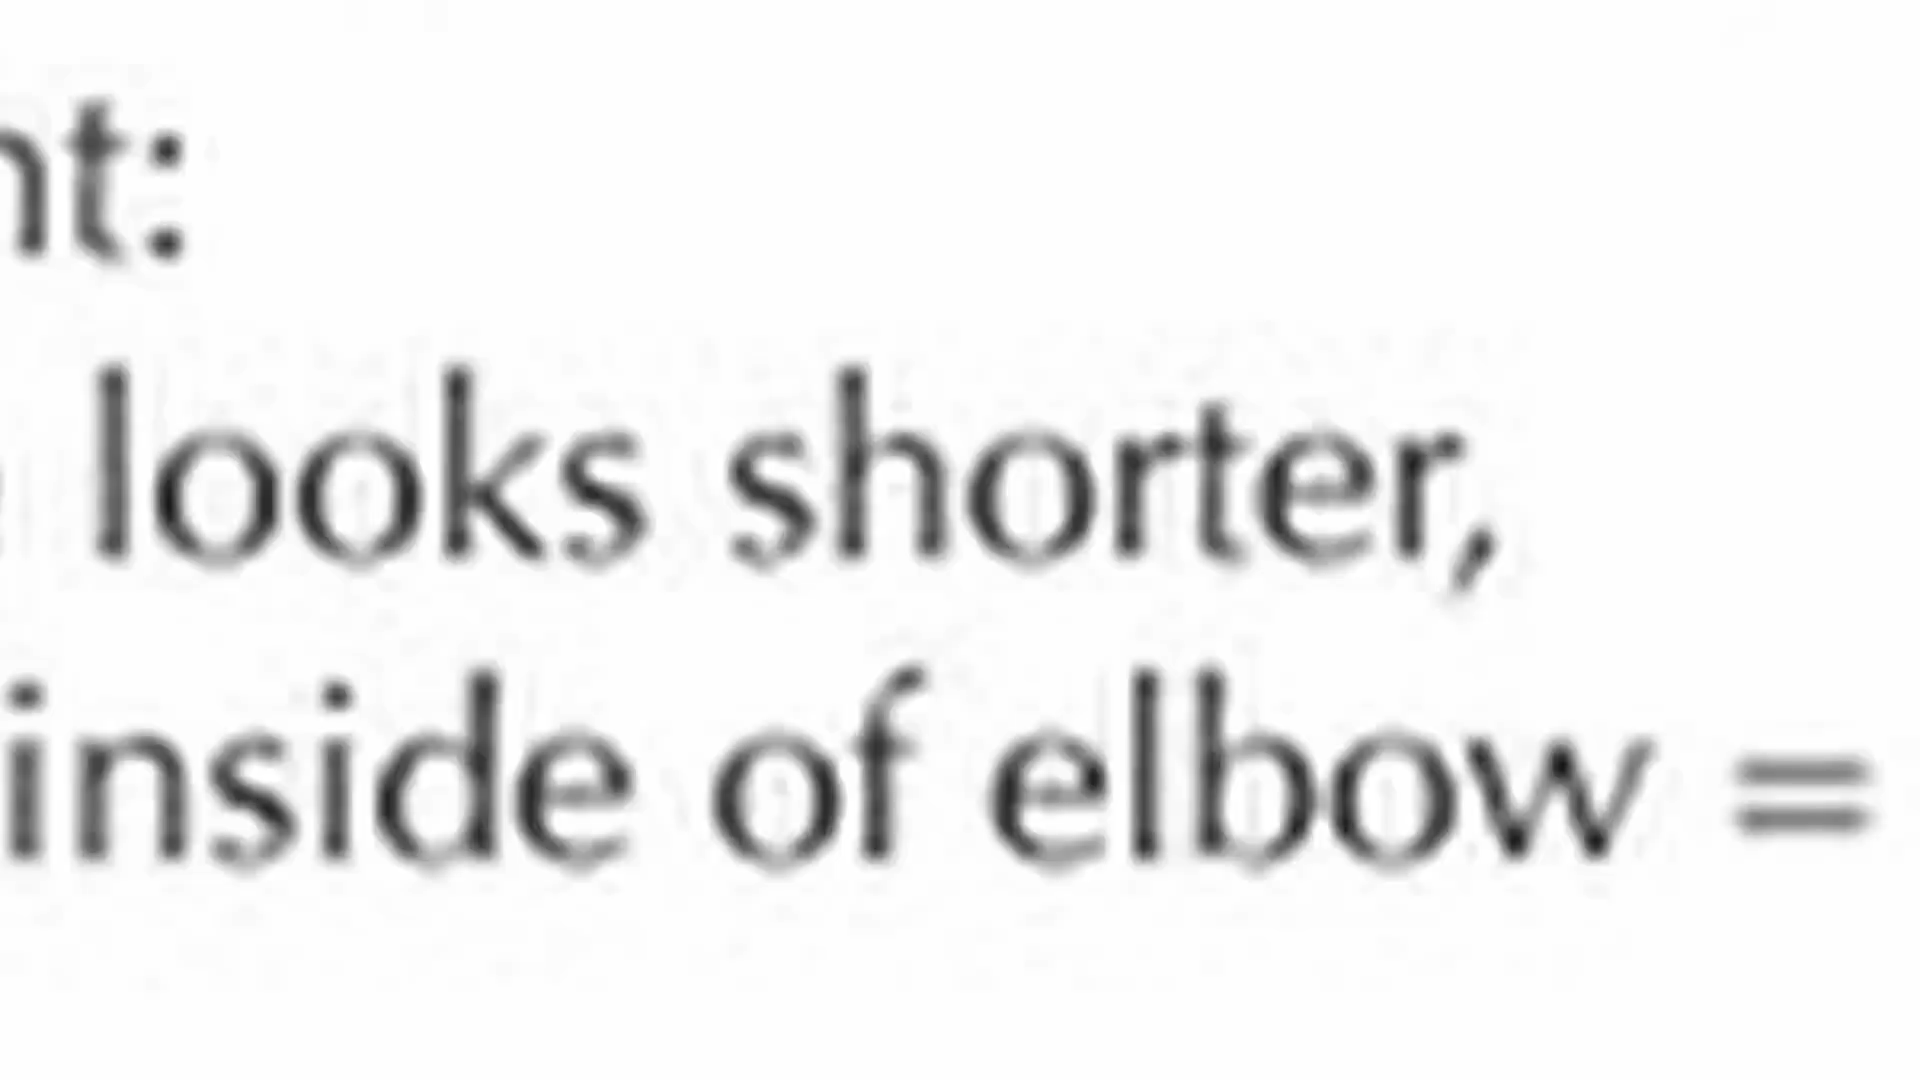 nt:
looks shorter,
inside of elbow =